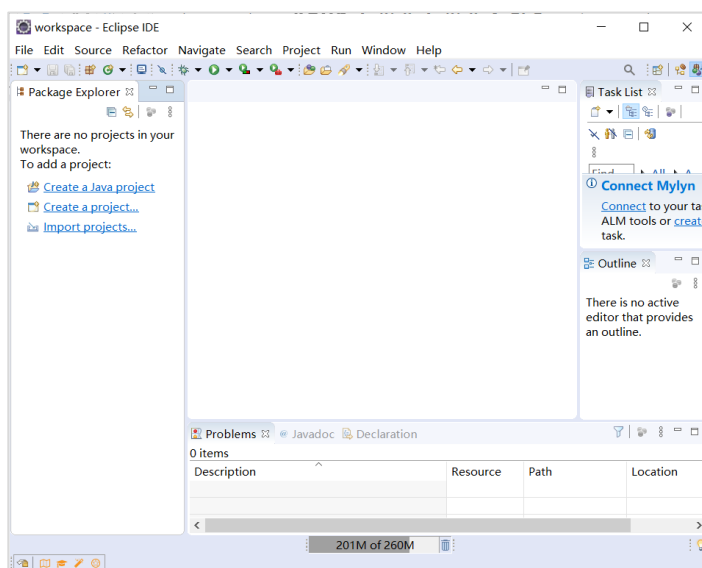 workspace - Eclipse IDE
File Edit Source Refactor Navigate Search Project Run Window Help
Package Explorer
There are no projects in your
workspace.
To add a project:
Create a Java project
Create a project...
Import projects...
Task List
Find All A
Connect Mylyn
Connect to your ta
ALM tools or creat
task.
Outline
There is no active
editor that provides
an outline.
Problems @ Javadoc Declaration
0 items
Description Resource Path Location
201M of 260M